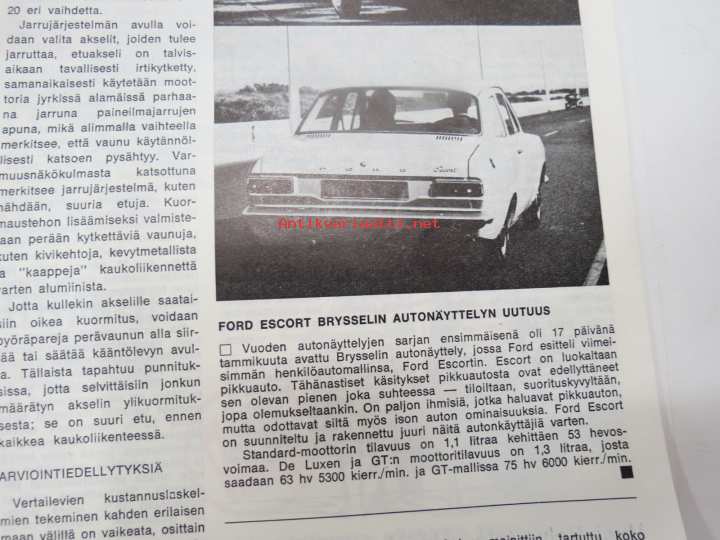 20 eri vaihdetta.
Jarrujärjestelmän avulla voi-
daan valita akselit, joiden tulee
jarruttaa, etuakseli on talvis-
aikaan tavallisesti irtikytketty.
samanaikaisesti käytetään moot-
toria jyrkissä alamäissä parhaa-
na jarruna paineilmajarrujen
apuna, mikä alimmalla vaihteella
merkitsee, että vaunu käytännöl-
lisesti katsoen pysähtyy. Var-
muusnäkökulmasta katsottuna
merkitsee jarrujärjestelmä, kuten
nähdään, suuria etuja. Kuor-
maustehon lisäämiseksi valmiste-
taan perään kytkettäviä vaunuja,
kuten kivikehtoja, kevytmetallista
"kaappeja" kaukoliikennettä
varten alumiinista.
Jotta kullekin akselille saatai-
siin oikea kuormitus, voidaan
pyöräpareja perävaunun alla siir-
ää tai säätää kääntölevyn avul-
a. Tällaista tapahtuu punnituk-
sissa, jotta selvittäisiin jonkun
määrätyn akselin ylikuormituk-
sesta; se on suuri etu, ennen
kaikkea kaukoliikenteessä.
ARVIOINTIEDELLYTYKSIÄ
Vertailevien kustannuslaskel-
mien tekeminen kahden erilaisen
maan välillä on vaikeata, osittain
FORD Escort
Antikvariaatti.net
FORD ESCORT BRYSSELIN AUTONÄYTTELYN UUTUUS
□ Vuoden autonäyttelyjen sarjan ensimmäisenä oli 17 päivänä
tammikuuta avattu Brysselin autonäyttely, jossa Ford esitteli viimei-
simmän henkilöautomallinsa, Ford Escortin. Escort on luokaltaan
pikkuauto. Tähänastiset käsitykset pikkuautosta ovat edellyttäneet
sen olevan pienen joka suhteessa — tiloiltaan, suorituskyvyltään,
jopa olemukseltaankin. On paljon ihmisiä, jotka haluavat pikkuauton,
mutta odottavat siltä myös ison auton ominaisuuksia. Ford Escort
on suunniteltu ja rakennettu juuri näitä autonkäyttäjiä varten.
Standard-moottorin tilavuus on 1,1 litraa kehittäen 53 hevos-
voimaa. De Luxen ja GT:n moottoritilavuus on 1,3 litraa, josta
saadaan 63 hv 5300 kierr./min. ja GT-mallissa 75 hv 6000 kierr./min.
tartuttu koko